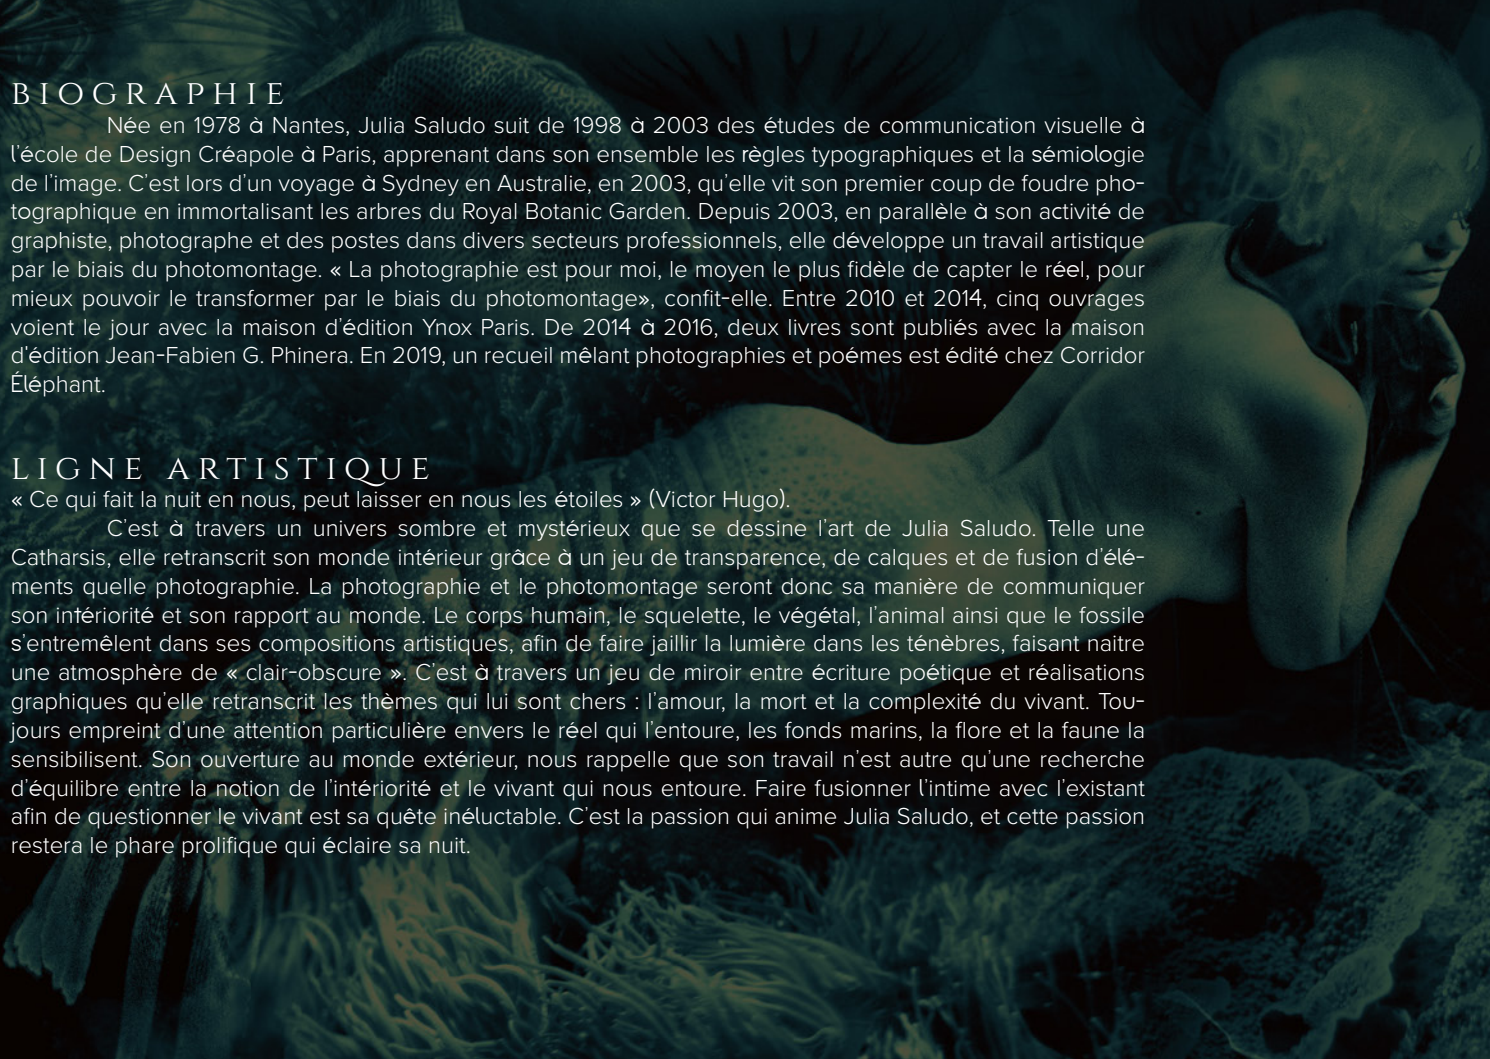 BIOGRAPHIE
Née en 1978 à Nantes, Julia Saludo suit de 1998 à 2003 des études de communication visuelle à
l'école de Design Créapole à Paris, apprenant dans son ensemble les règles typographiques et la sémiologie
de l'image. C'est lors d'un voyage à Sydney en Australie, en 2003, qu'elle vit son premier coup de foudre pho-
tographique en immortalisant les arbres du Royal Botanic Garden. Depuis 2003, en parallèle à son activité de
graphiste, photographe et des postes dans divers secteurs professionnels, elle développe un travail artistique
par le biais du photomontage. « La photographie est pour moi, le moyen le plus fidèle de capter le réel, pour
mieux pouvoir le transformer par le biais du photomontage», confit-elle. Entre 2010 et 2014, cinq ouvrages
voient le jour avec la maison d'édition Ynox Paris. De 2014 à 2016, deux livres sont publiés avec la maison
d'édition Jean-Fabien G. Phinera. En 2019, un recueil mêlant photographies et poémes est édité chez Corridor
Éléphant.
LIGNE ARTISTIQUE
« Ce qui fait la nuit en nous, peut laisser en nous les étoiles » (Victor Hugo).
C'est à travers un univers sombre et mystérieux que se dessine l'art de Julia Saludo. Telle une
Catharsis, elle retranscrit son monde intérieur grâce à un jeu de transparence, de calques et de fusion d'élé-
ments quelle photographie. La photographie et le photomontage seront donc sa manière de communiquer
son intériorité et son rapport au monde. Le corps humain, le squelette, le végétal, l'animal ainsi que le fossile
s'entremêlent dans ses compositions artistiques, afin de faire jaillir la lumière dans les ténèbres, faisant naitre
une atmosphère de « clair-obscure ». C'est à travers un jeu de miroir entre écriture poétique et réalisations
graphiques qu'elle retranscrit les thèmes qui lui sont chers : l'amour, la mort et la complexité du vivant. Tou-
jours empreint d'une attention particulière envers le réel qui l'entoure, les fonds marins, la flore et la faune la
sensibilisent. Son ouverture au monde extérieur, nous rappelle que son travail n'est autre qu'une recherche
d'équilibre entre la notion de l'intériorité et le vivant qui nous entoure. Faire fusionner l'intime avec l'existant
afin de questionner le vivant est sa quête inéluctable. C'est la passion qui anime Julia Saludo, et cette passion
restera le phare prolifique qui éclaire sa nuit.